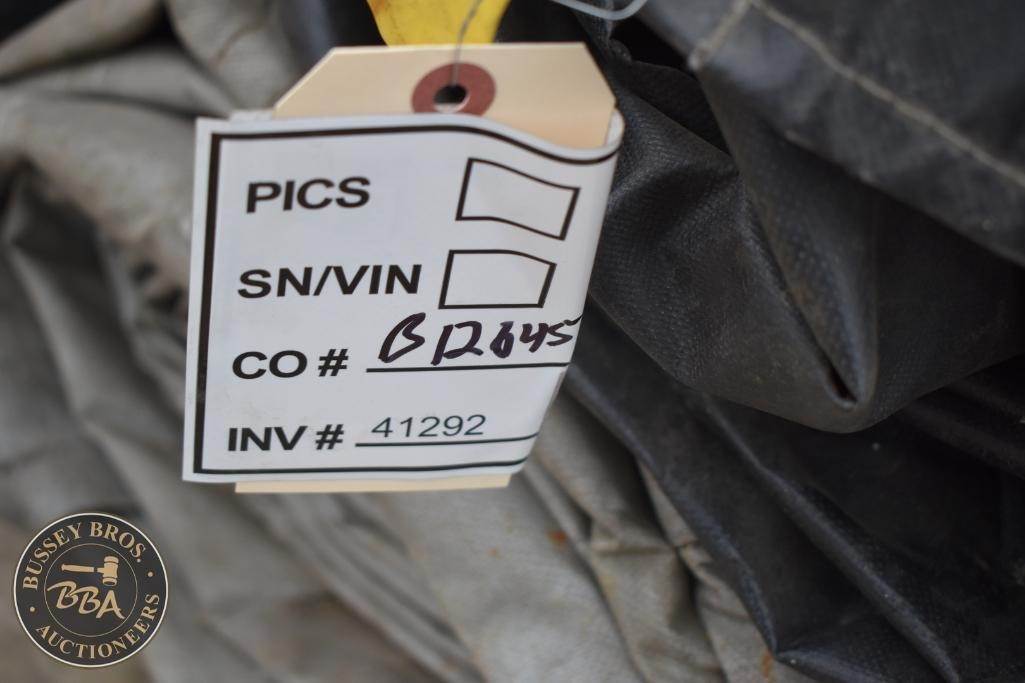 PICS
SN/VIN
CO # B12645
INV # 41292
BUSSEY BROS.
BBA
AUCTIONEERS